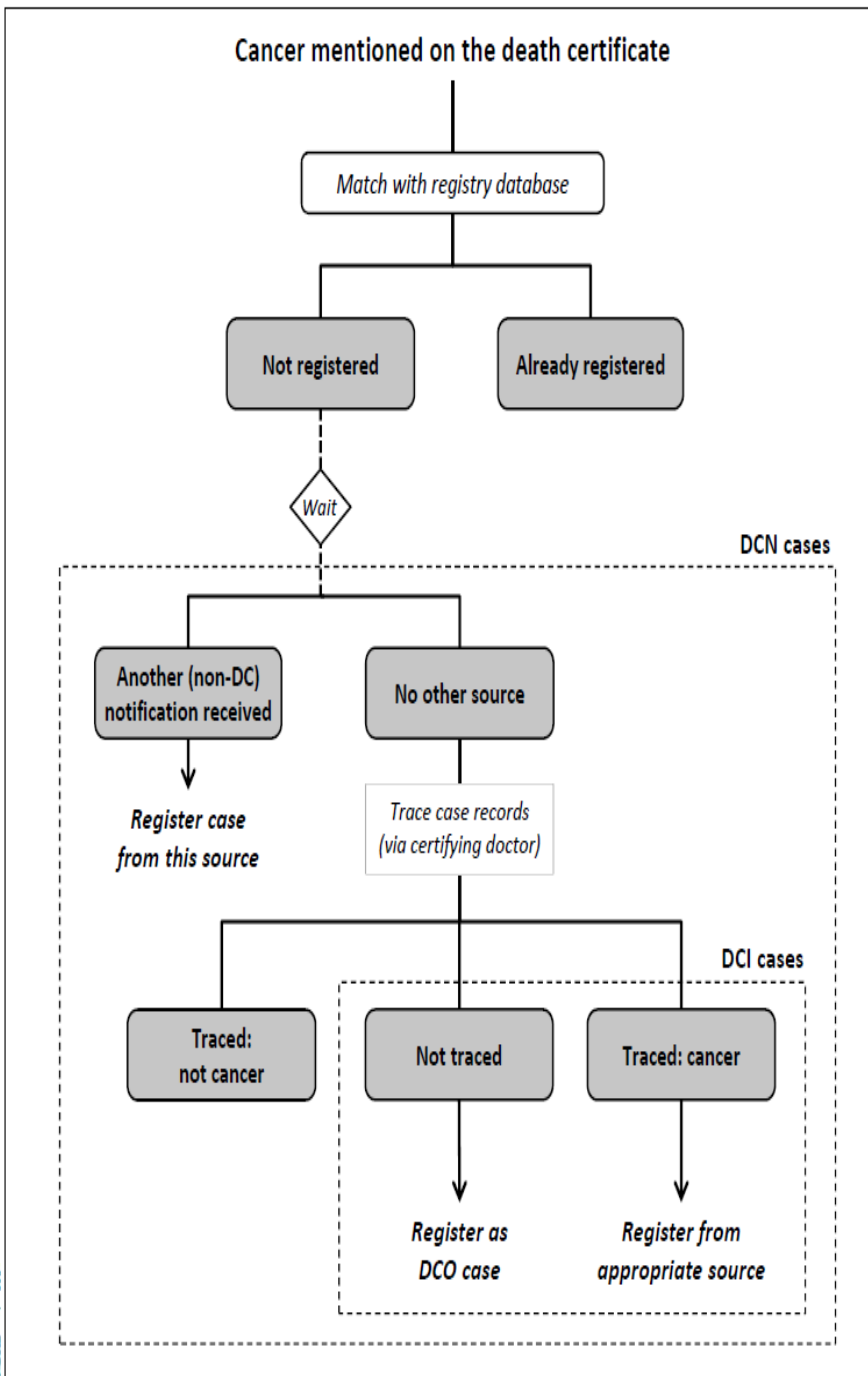 Cancer mentioned on the death certificate
Match with registry database
Not registered
Already registered
Wait
DCN cases
Another (non-DC)
notification received
No other source
Register case
from this source
Trace case records
(via certifying doctor)
DCI cases
Traced:
not cancer
Not traced
Traced: cancer
Register as
DCO case
Register from
appropriate source